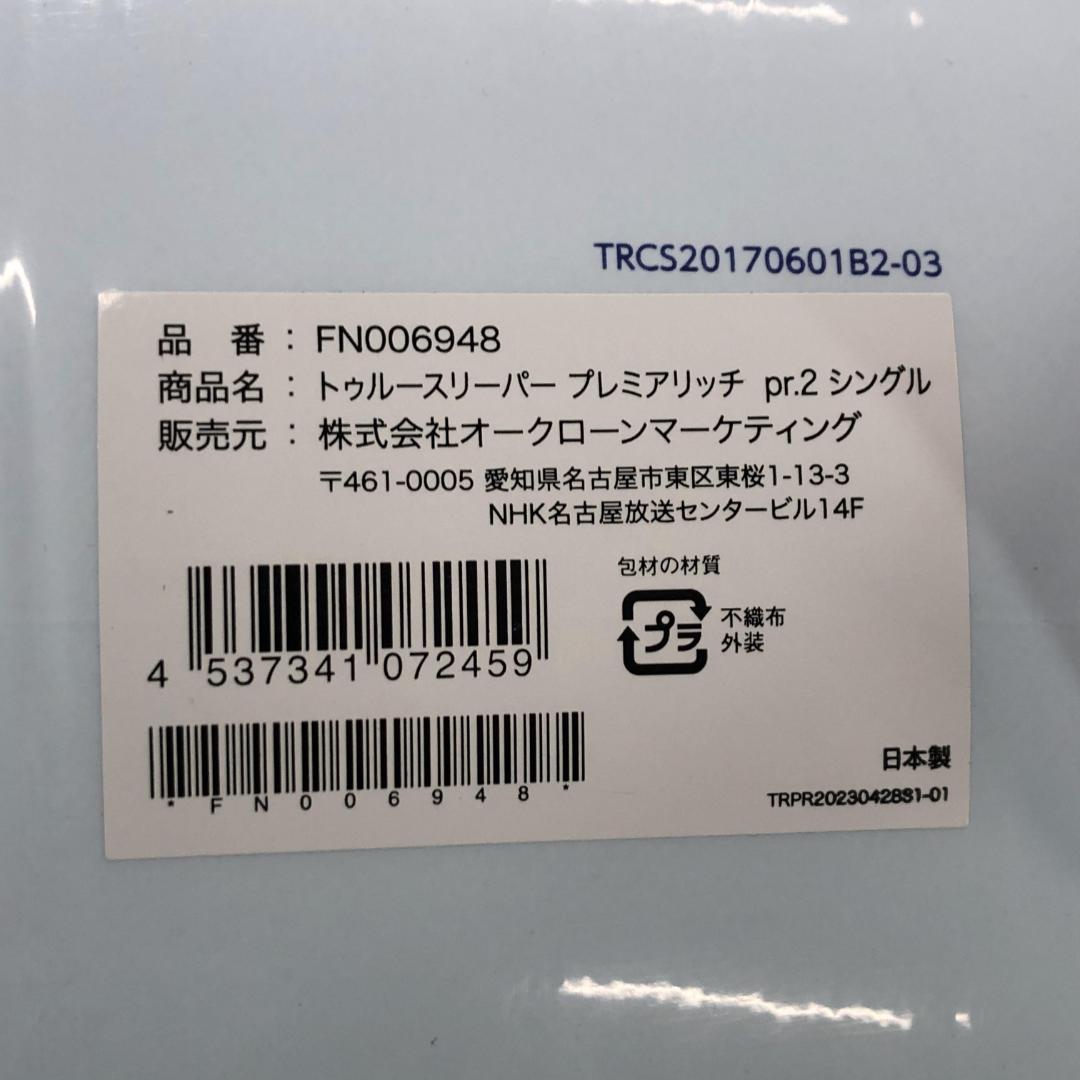 TRCS20170601B2-03
品 番 : FN006948
商品名 : トゥルースリーパー プレミアリッチ pr.2 シングル
販売元 : 株式会社オークローンマーケティング
〒461-0005 愛知県名古屋市東区東桜1-13-3
NHK名古屋放送センタービル14F
包材の材質
プラ
不織布
外装
4 537341 072459
*FN006948*
日本製
TRPR20230428S1-01